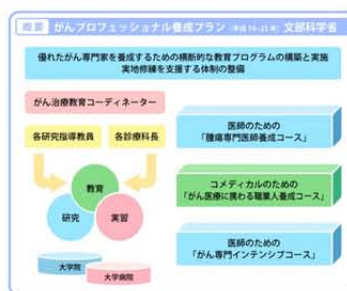 概要 がんプロフェッショナル養成プラン (平成19-23年) 文部科学省
優れたがん専門家を養成するための横断的な教育プログラムの構築と実施
実地修練を支援する体制の整備
がん治療教育コーディネーター
各研究指導教員
各診療科長
教育
研究
実習
大学院
大学病院
医師のための
「腫瘍専門医師養成コース」
コメディカルのための
「がん医療に携わる職業人養成コース」
医師のための
「がん専門インテンシブコース」